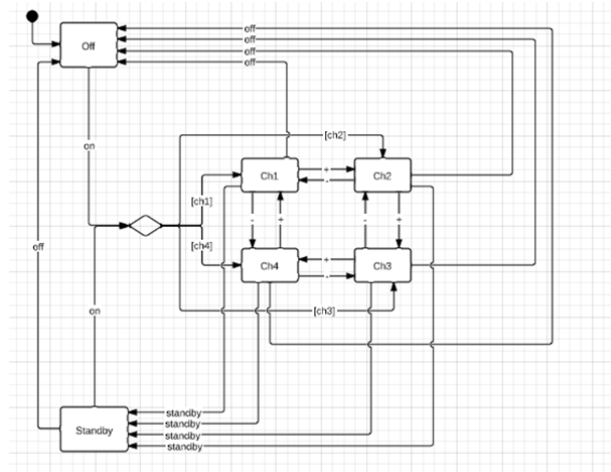 off
off
off
off
Off
on
[ch2]
Ch1
+
-
Ch2
[ch1]
-
+
-
+
[ch4]
off
Ch4
+
-
Ch3
on
[ch3]
standby
standby
standby
standby
Standby